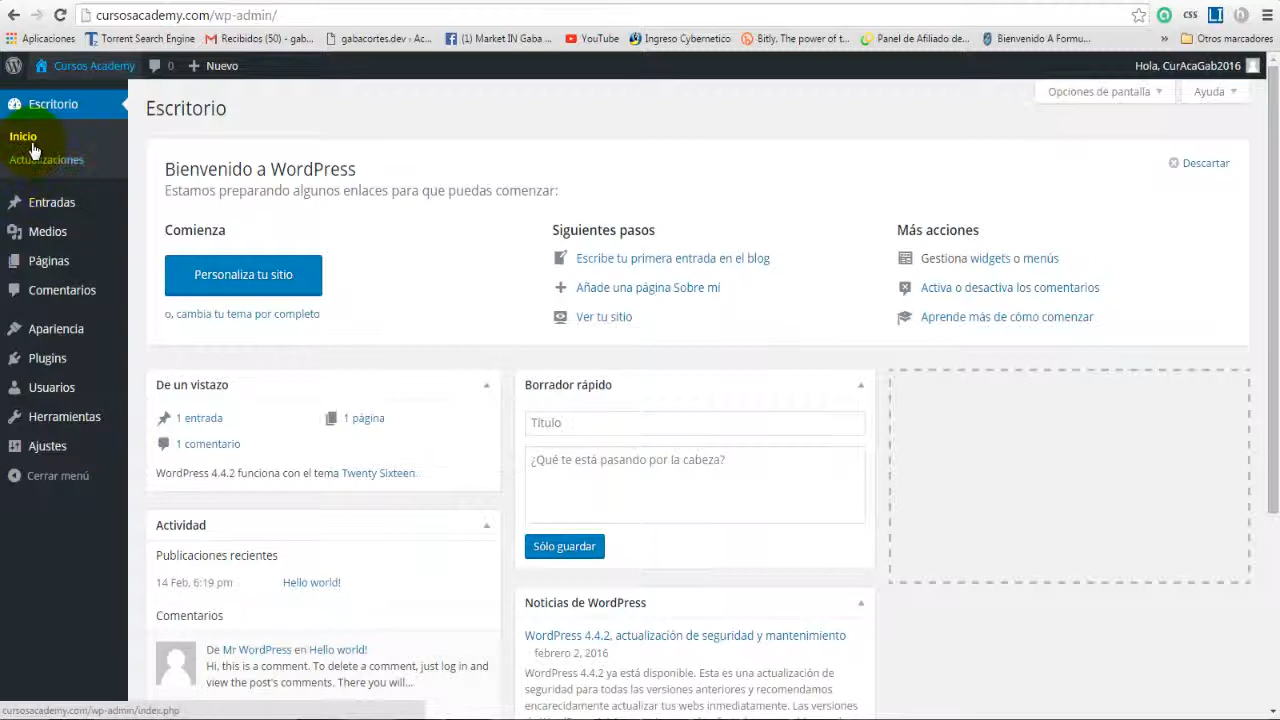 cursosacademy.com/wp-admin/
css
Aplicaciones
Torrent Search Engine
Recibidos (50) - gab...
gabacortes.dev - Ac...
(1) Market IN Gaba ...
YouTube
Ingreso Cybernetico
Bitly. The power of t...
Panel de Afiliado de...
Bienvenido A Formu...
»
Otros marcadores
Cursos Academy
0
Nuevo
Hola, CurAcaGab2016
Opciones de pantalla
Ayuda
Escritorio
Inicio
Actualizaciones
Entradas
Medios
Páginas
Comentarios
Apariencia
Plugins
Usuarios
Herramientas
Ajustes
Cerrar menú
Escritorio
Bienvenido a WordPress
Descartar
Estamos preparando algunos enlaces para que puedas comenzar:
Comienza
Personaliza tu sitio
o, cambia tu tema por completo
Siguientes pasos
Escribe tu primera entrada en el blog
Añade una página Sobre mí
Ver tu sitio
Más acciones
Gestiona widgets o menús
Activa o desactiva los comentarios
Aprende más de cómo comenzar
De un vistazo
1 entrada
1 página
1 comentario
WordPress 4.4.2 funciona con el tema Twenty Sixteen.
Actividad
Publicaciones recientes
14 Feb, 6:19 pm
Hello world!
Comentarios
De Mr WordPress en Hello world!
Hi, this is a comment. To delete a comment, just log in and
view the post's comments. There you will...
Borrador rápido
Título
¿Qué te está pasando por la cabeza?
Sólo guardar
Noticias de WordPress
WordPress 4.4.2, actualización de seguridad y mantenimiento
febrero 2, 2016
WordPress 4.4.2 ya está disponible. Esta es una actualización de
seguridad para todas las versiones anteriores y recomendamos
encarecidamente actualizar tus webs inmediatamente. Las versiones
cursosacademy.com/wp-admin/index.php